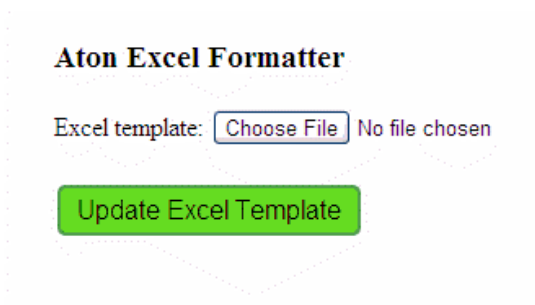 Aton Excel Formatter
Excel template: Choose File No file chosen
Update Excel Template